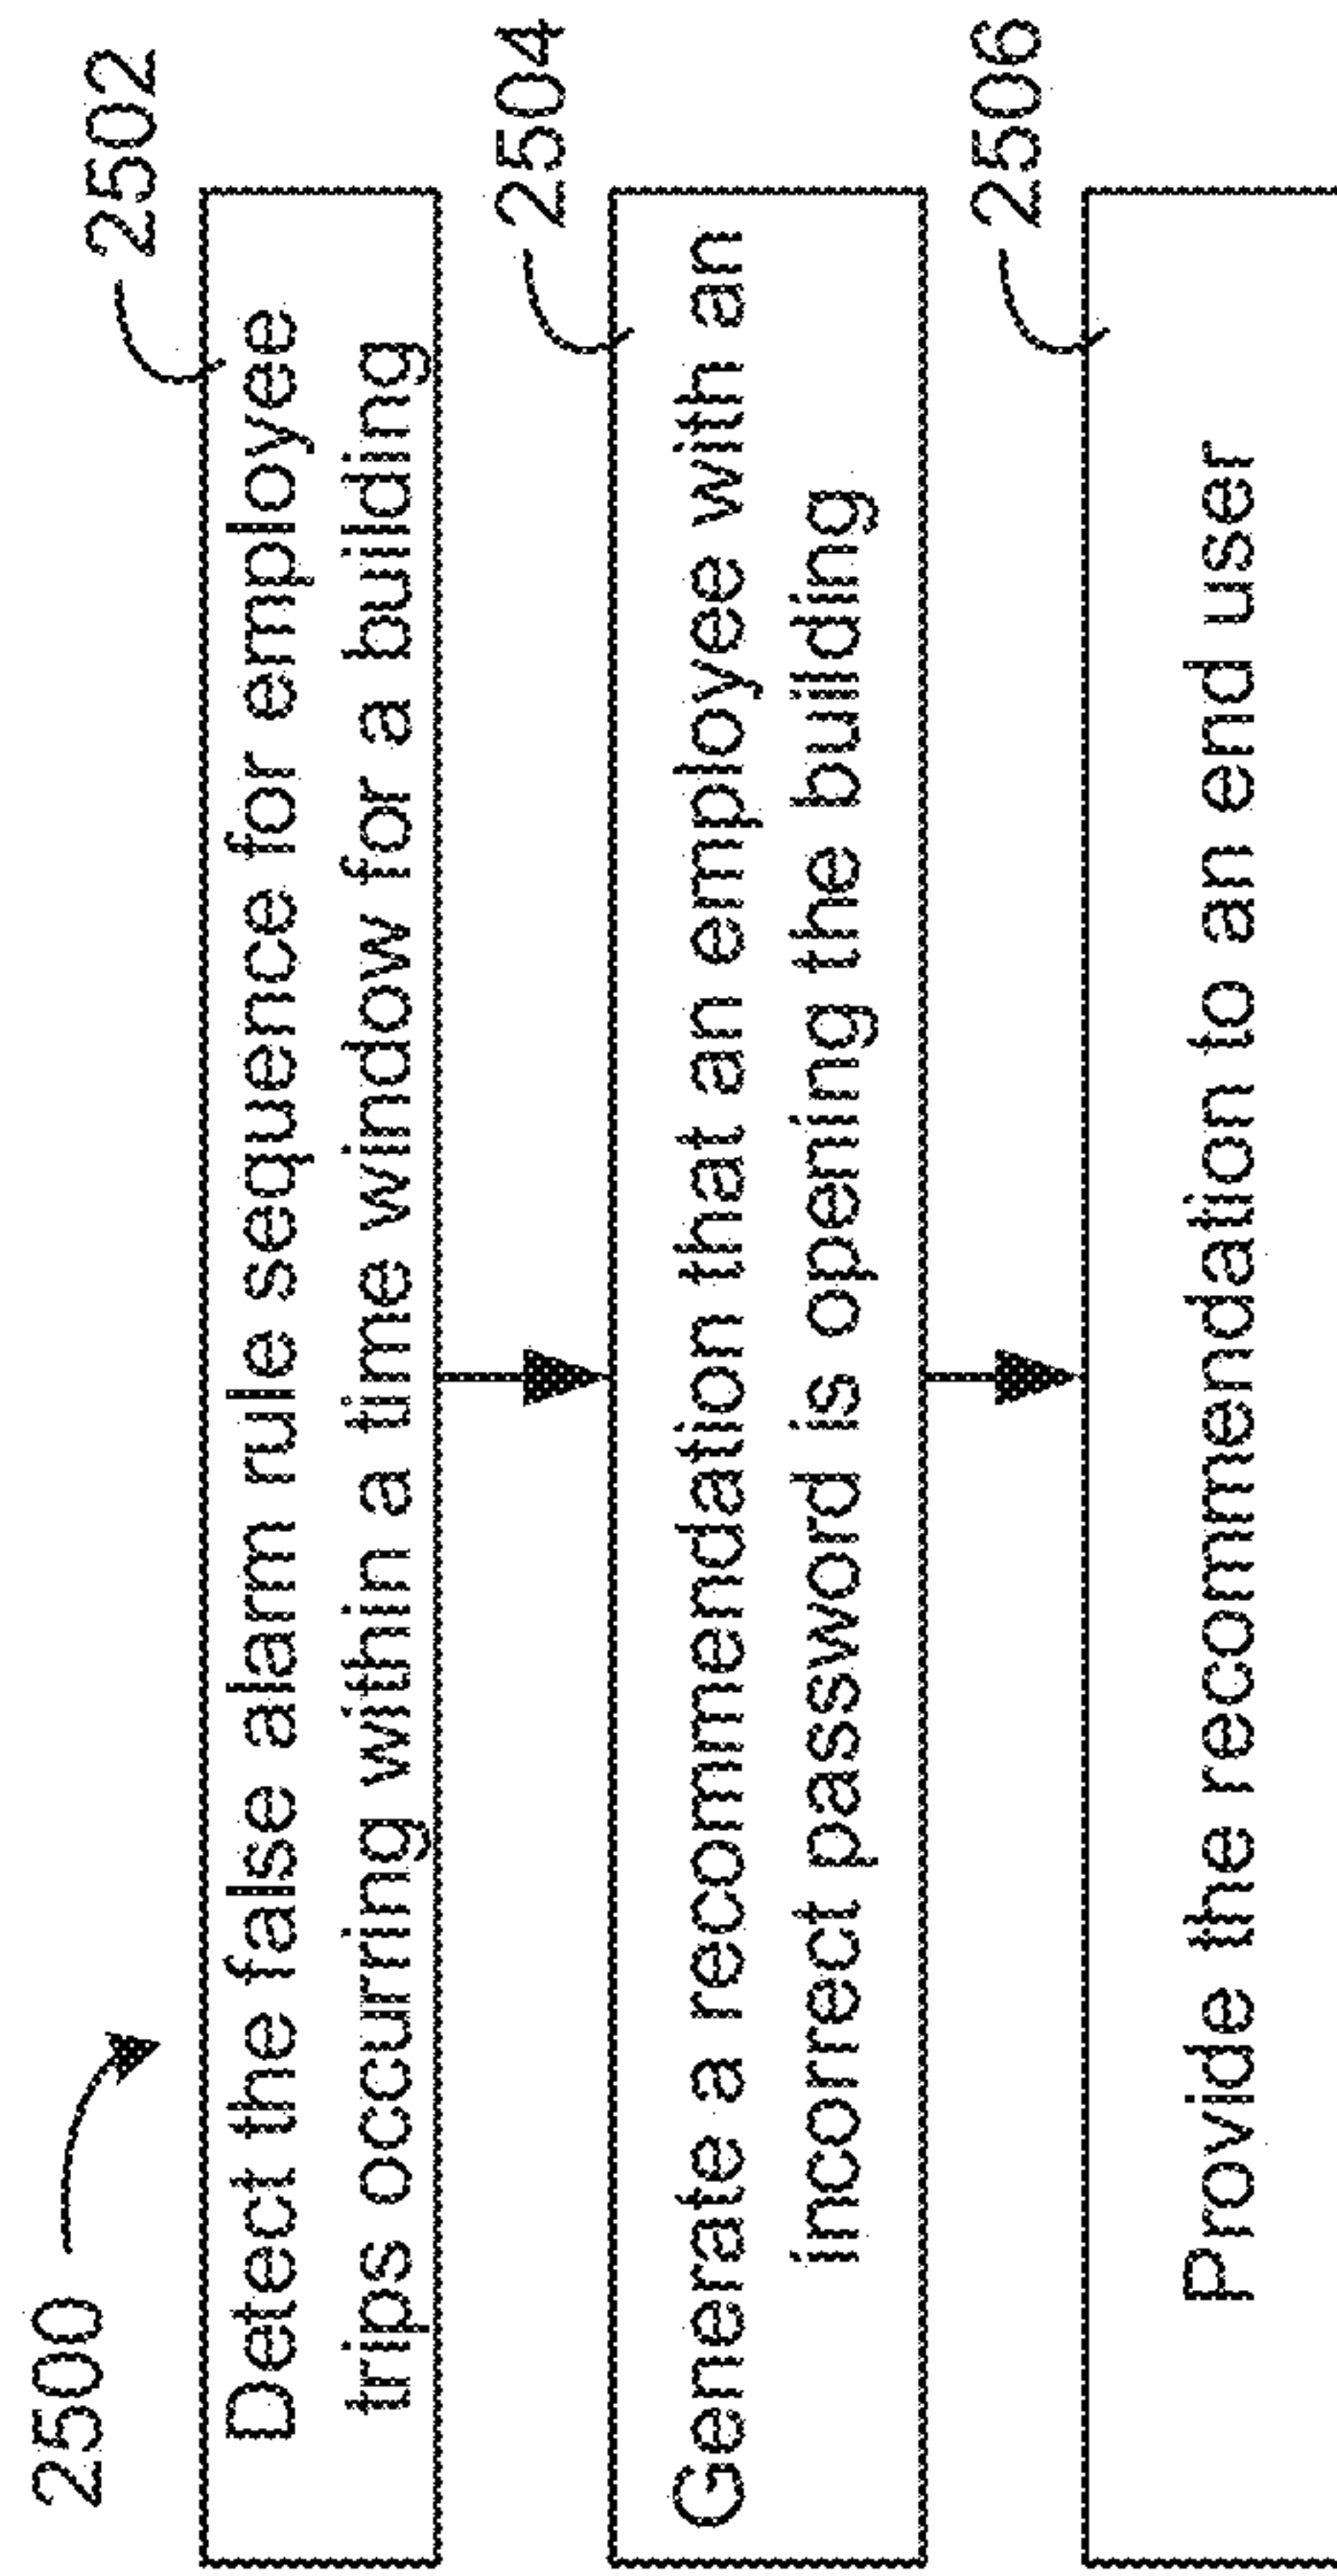 2500
2502
Detect the false alarm rule sequence for employee
trips occurring within a time window for a building
2504
Generate a recommendation that an employee with an
incorrect password is opening the building
2506
Provide the recommendation to an end user